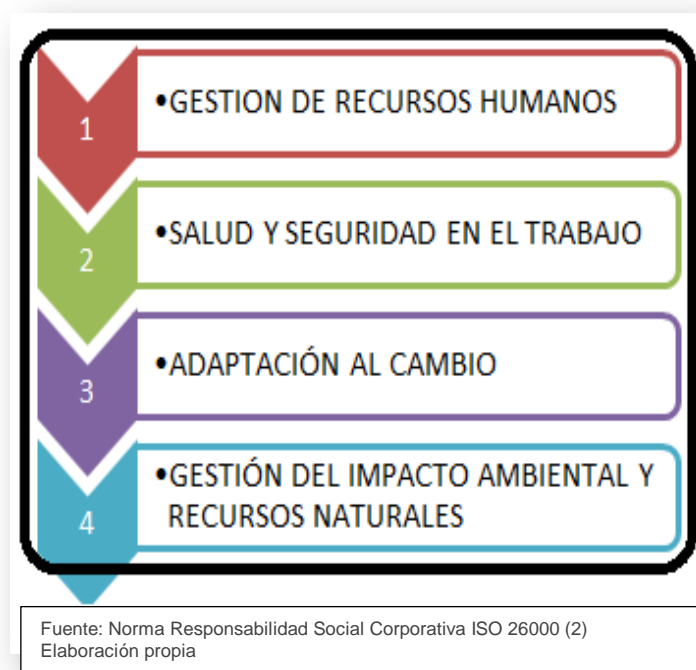 1
•GESTION DE RECURSOS HUMANOS
2
•SALUD Y SEGURIDAD EN EL TRABAJO
3
•ADAPTACIÓN AL CAMBIO
4
•GESTIÓN DEL IMPACTO AMBIENTAL Y
RECURSOS NATURALES
Fuente: Norma Responsabilidad Social Corporativa ISO 26000 (2)
Elaboración propia